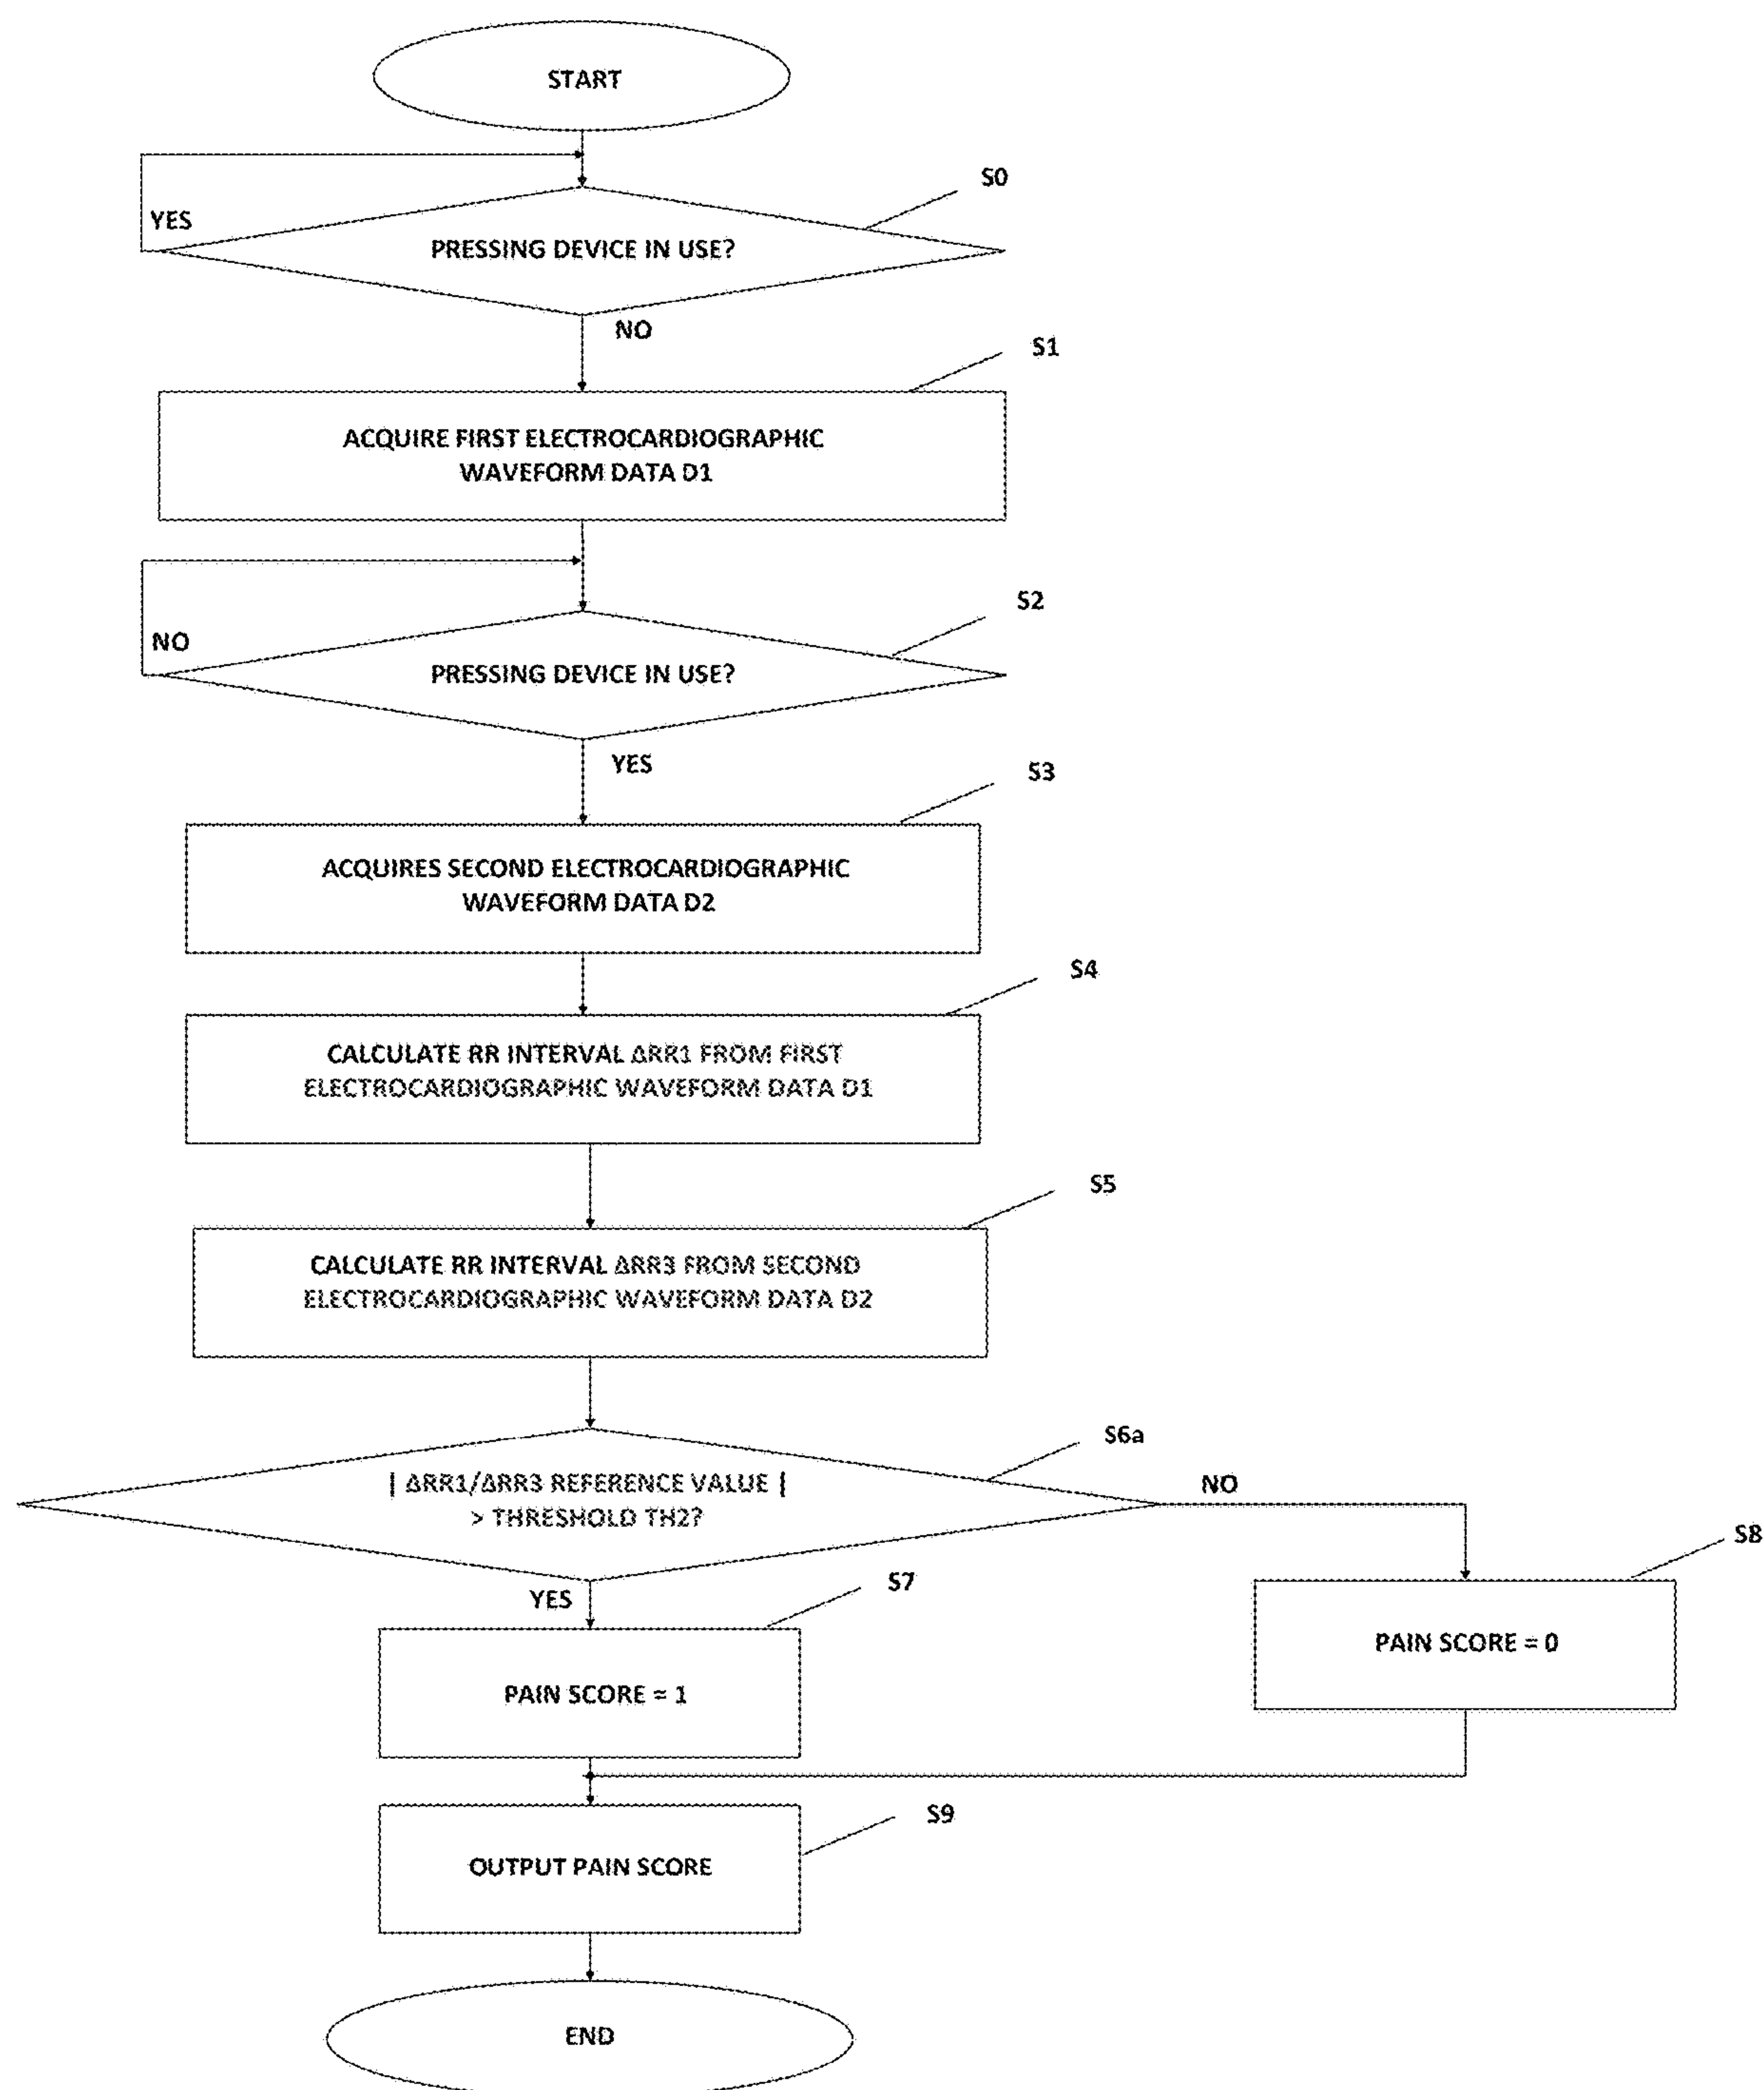 START
S0
YES
PRESSING DEVICE IN USE?
NO
S1
ACQUIRE FIRST ELECTROCARDIOGRAPHIC
WAVEFORM DATA D1
S2
NO
PRESSING DEVICE IN USE?
YES
S3
ACQUIRES SECOND ELECTROCARDIOGRAPHIC
WAVEFORM DATA D2
S4
CALCULATE RR INTERVAL ΔRR1 FROM FIRST
ELECTROCARDIOGRAPHIC WAVEFORM DATA D1
S5
CALCULATE RR INTERVAL ΔRR3 FROM SECOND
ELECTROCARDIOGRAPHIC WAVEFORM DATA D2
S6a
| ΔRR1/ΔRR3 REFERENCE VALUE |
> THRESHOLD TH2?
NO
S8
YES
S7
PAIN SCORE = 0
PAIN SCORE = 1
S9
OUTPUT PAIN SCORE
END